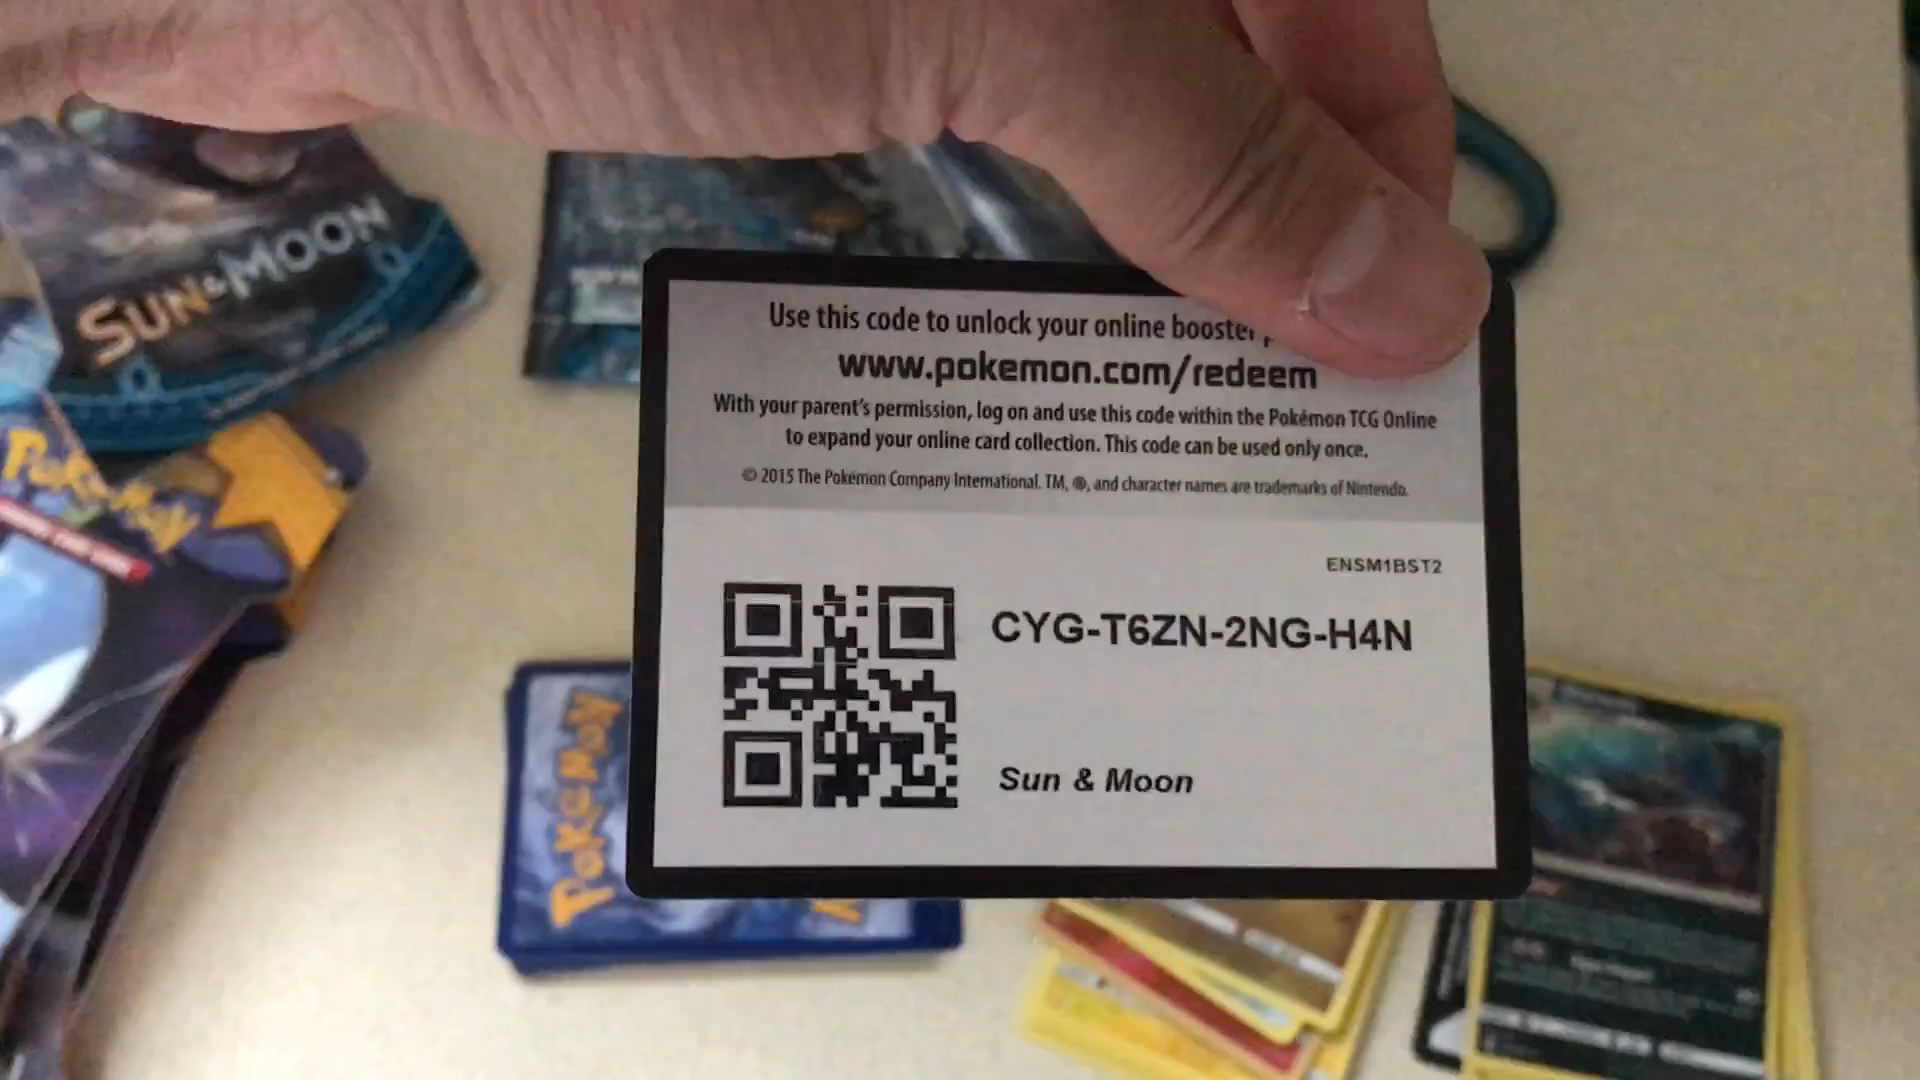 SUN & MOON
Pokémon
Use this code to unlock your online booster
www.pokemon.com/redeem
With your parent's permission, log on and use this code within the Pokémon TCG Online
to expand your online card collection. This code can be used only once.
© 2015 The Pokémon Company International. TM, ®, and character names are trademarks of Nintendo.
ENSM1BST2
CYG-T6ZN-2NG-H4N
Sun & Moon
Pokémon